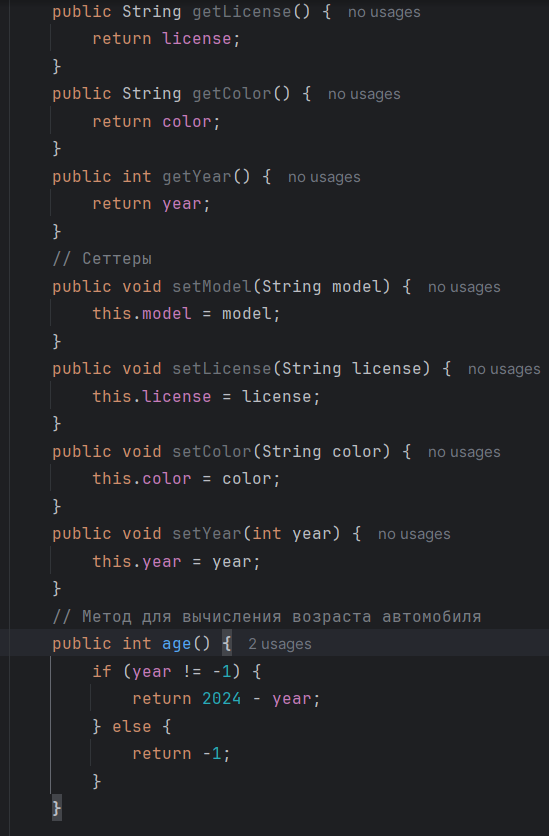 public String getLicense() { no usages
return license;
}
public String getColor() { no usages
return color;
}
public int getYear() { no usages
return year;
}
// Сеттеры
public void setModel(String model) { no usages
this.model = model;
}
public void setLicense(String license) { no usages
this.license = license;
}
public void setColor(String color) { no usages
this.color = color;
}
public void setYear(int year) { no usages
this.year = year;
}
// Метод для вычисления возраста автомобиля
public int age() { 2 usages
if (year != -1) {
return 2024 - year;
} else {
return -1;
}
}